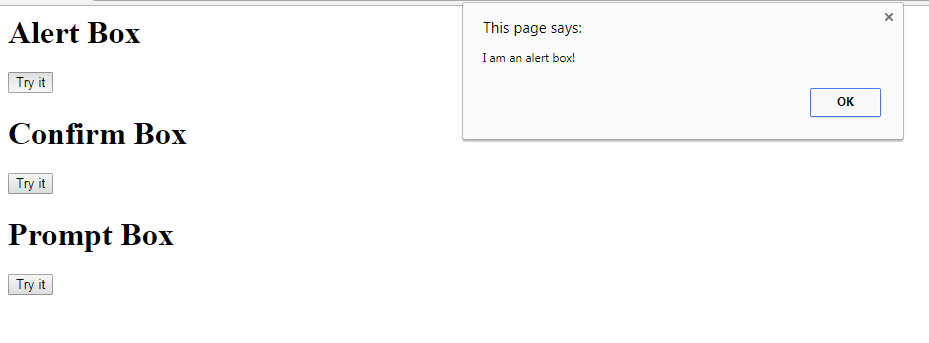 Alert Box
Try it
Confirm Box
Try it
Prompt Box
Try it
This page says:
I am an alert box!
OK